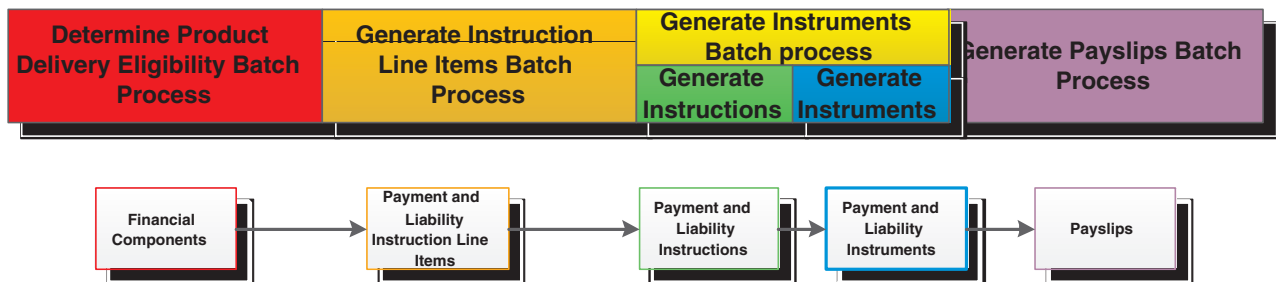 Determine Product
Delivery Eligibility Batch
Process
Generate Instruction
Line Items Batch
Process
Generate Instruments
Batch process
Generate
Instructions
Generate
Instruments
Generate Payslips Batch
Process
Financial
Components
Payment and
Liability
Instruction Line
Items
Payment and
Liability
Instructions
Payment and
Liability
Instruments
Payslips